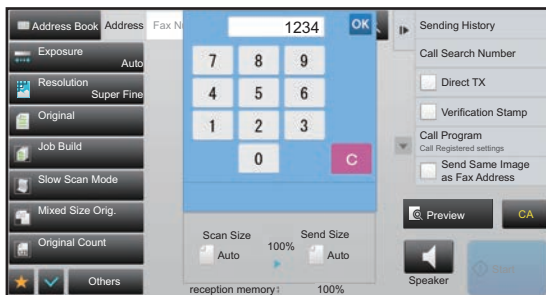 Address Book
Address
Fax N
Exposure
Auto
Resolution
Super Fine
Original
Job Build
Slow Scan Mode
Mixed Size Orig.
Original Count
Others
1234
OK
7 8 9
4 5 6
1 2 3
0 C
Scan Size
Auto
100%
Send Size
Auto
reception memory: 100%
Sending History
Call Search Number
Direct TX
Verification Stamp
Call Program
Call Registered settings
Send Same Image
as Fax Address
Preview
CA
Speaker
Start